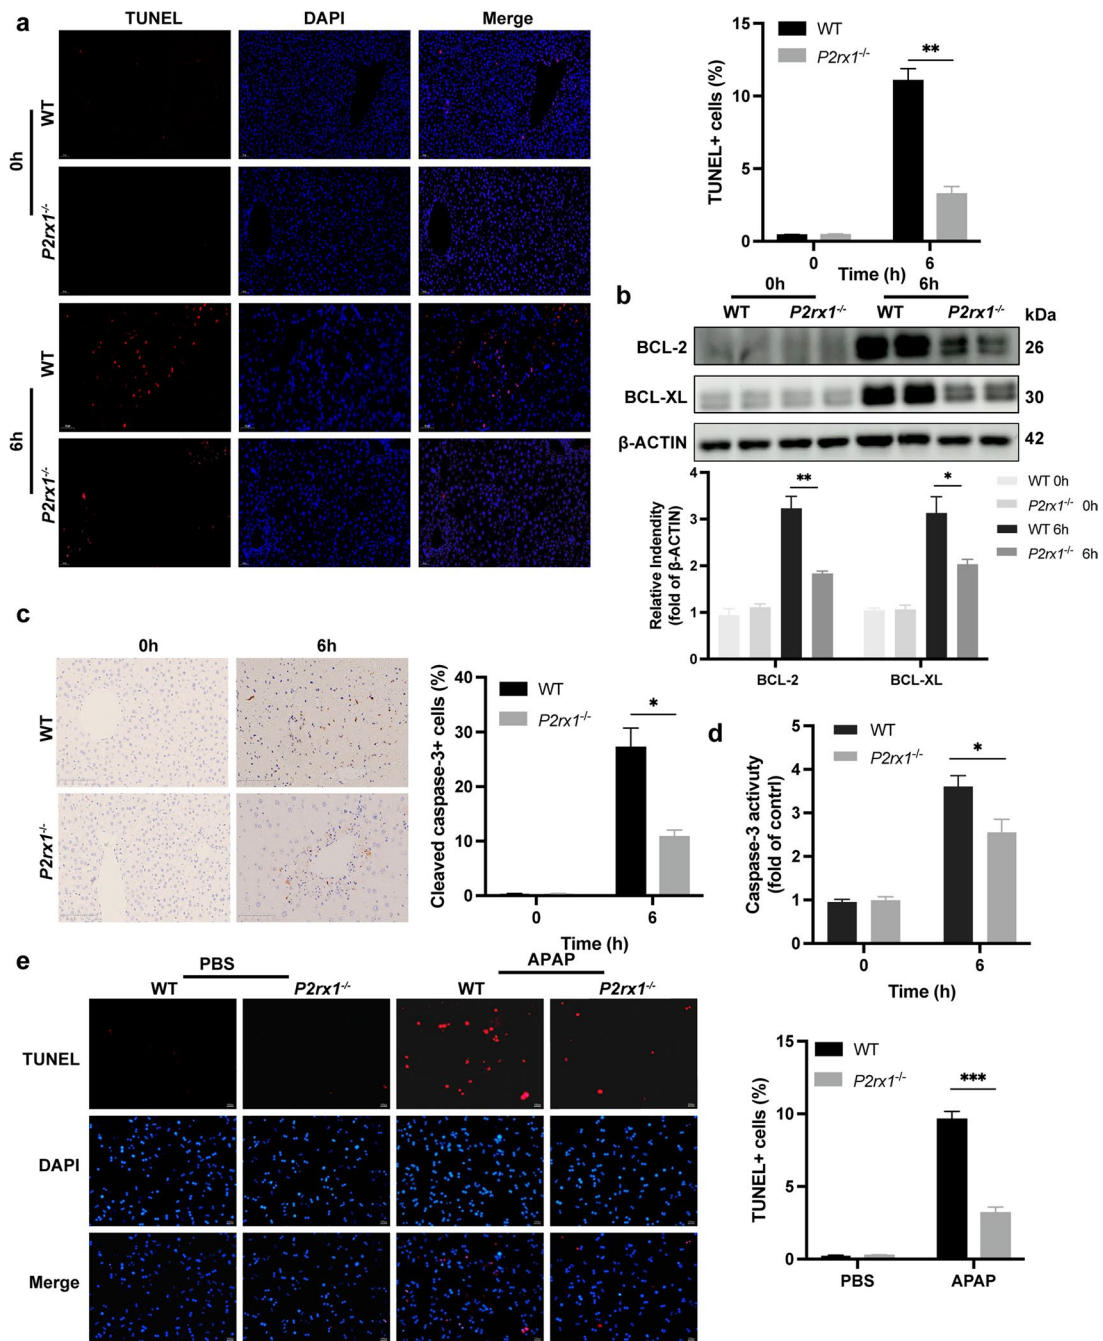 a
TUNEL DAPI Merge
0h
WT
P2rx1-/-
6h
WT
P2rx1-/-
TUNEL+ cells (%)
15
10
5
0
WT
P2rx1-/-
**
0 6
Time (h)
b
0h 6h
WT P2rx1-/- WT P2rx1-/- kDa
BCL-2 26
BCL-XL 30
β-ACTIN 42
Relative Indendity
(fold of β-ACTIN)
4
3
2
1
0
** *
BCL-2 BCL-XL
WT 0h
P2rx1-/- 0h
WT 6h
P2rx1-/- 6h
c
0h 6h
WT
P2rx1-/-
Cleaved caspase-3+ cells (%)
40
30
20
10
0
WT
P2rx1-/-
*
0 6
Time (h)
d
Caspase-3 activuty
(fold of contrl)
5
4
3
2
1
0
WT
P2rx1-/-
*
0 6
Time (h)
e
PBS APAP
WT P2rx1-/- WT P2rx1-/-
TUNEL
DAPI
Merge
TUNEL+ cells (%)
15
10
5
0
WT
P2rx1-/-
***
PBS APAP